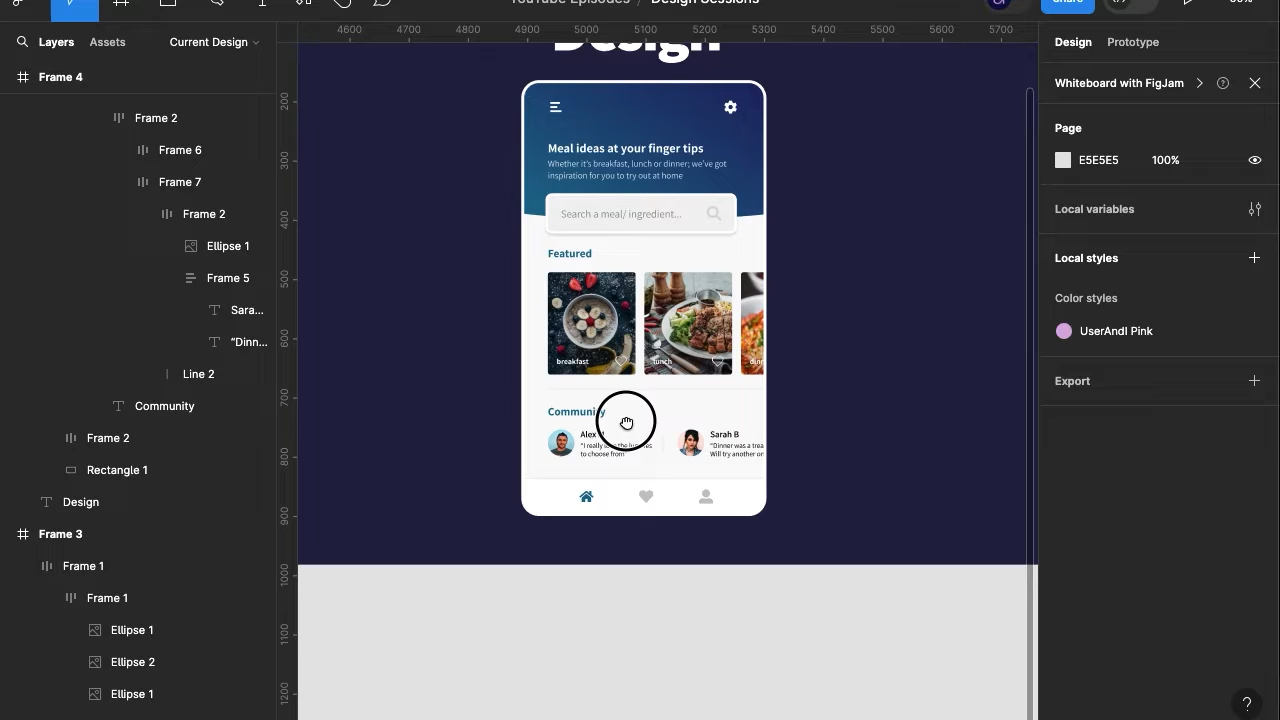 YouTube Episodes / Design Sessions
Share
Layers
Assets
Current Design
Design
4600 4700 4800 4900 5000 5100 5200 5300 5400 5500 5600 5700
Frame 4
Frame 2
Frame 6
Frame 7
Frame 2
Ellipse 1
Frame 5
Sara...
“Dinn...
Line 2
Community
Frame 2
Rectangle 1
Design
Frame 3
Frame 1
Frame 1
Ellipse 1
Ellipse 2
Ellipse 1
200
300
400
500
600
700
800
900
1000
1100
1200
Design
Meal ideas at your finger tips
Whether it's breakfast, lunch or dinner; we've got
inspiration for you to try out at home
Search a meal/ ingredient...
Featured
breakfast
lunch
Community
Alex
to choose from
Sarah B
“Dinner was a trea
Will try another on
Whiteboard with FigJam
?
Page
E5E5E5 100%
Local styles
Color styles
UserAndI Pink
Export
?